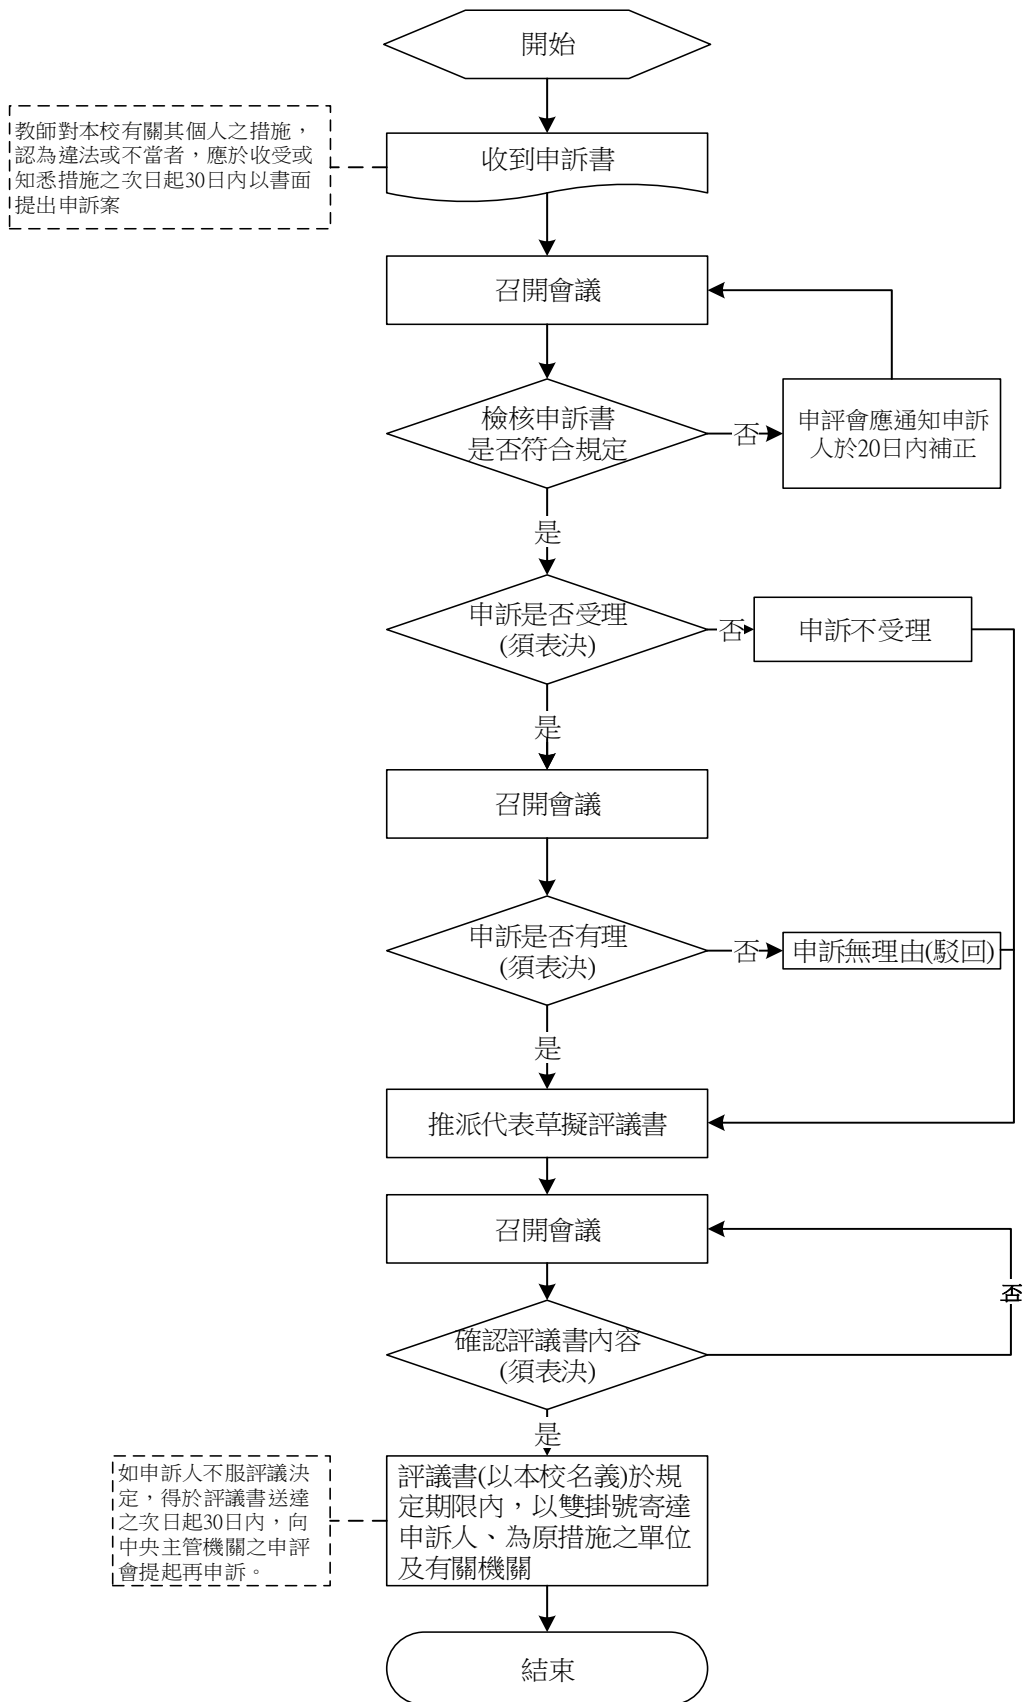 開始
教師對本校有關其個人之措施，
認為違法或不當者，應於收受或
知悉措施之次日起30日內以書面
提出申訴案
收到申訴書
召開會議
檢核申訴書
是否符合規定
否
申評會應通知申訴
人於20日內補正
是
申訴是否受理
(須表決)
否
申訴不受理
是
召開會議
申訴是否有理
(須表決)
否
申訴無理由(駁回)
是
推派代表草擬評議書
召開會議
否
確認評議書內容
(須表決)
是
如申訴人不服評議決
定，得於評議書送達
之次日起30日內，向
中央主管機關之申評
會提起再申訴。
評議書(以本校名義)於規
定期限內，以雙掛號寄達
申訴人、為原措施之單位
及有關機關
結束